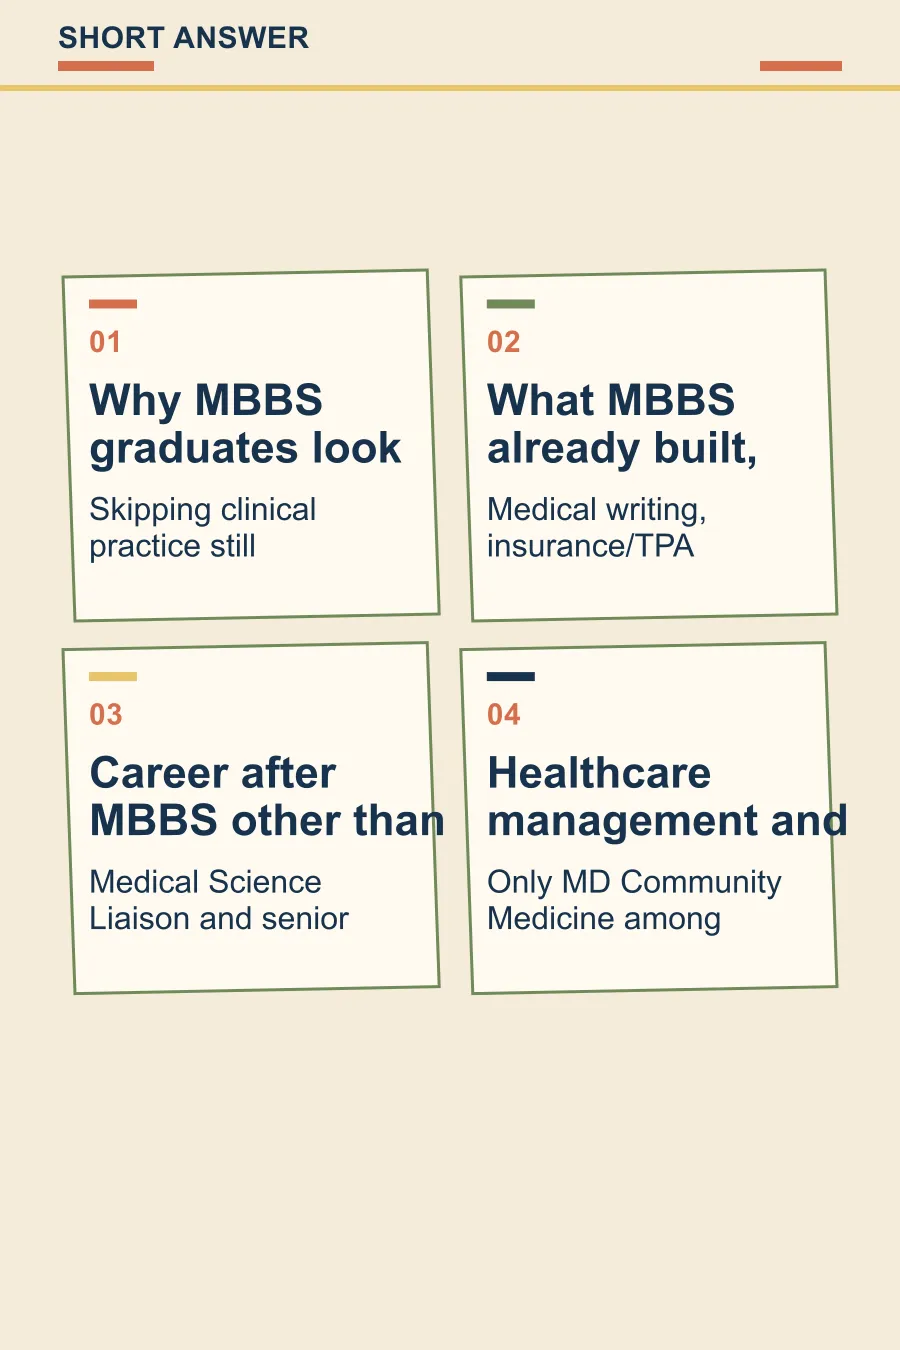 SHORT ANSWER
01
Why MBBS
graduates look
Skipping clinical
practice still
02
What MBBS
already built,
Medical writing,
insurance/TPA
03
Career after
MBBS other than
Medical Science
Liaison and senior
04
Healthcare
management and
Only MD Community
Medicine among